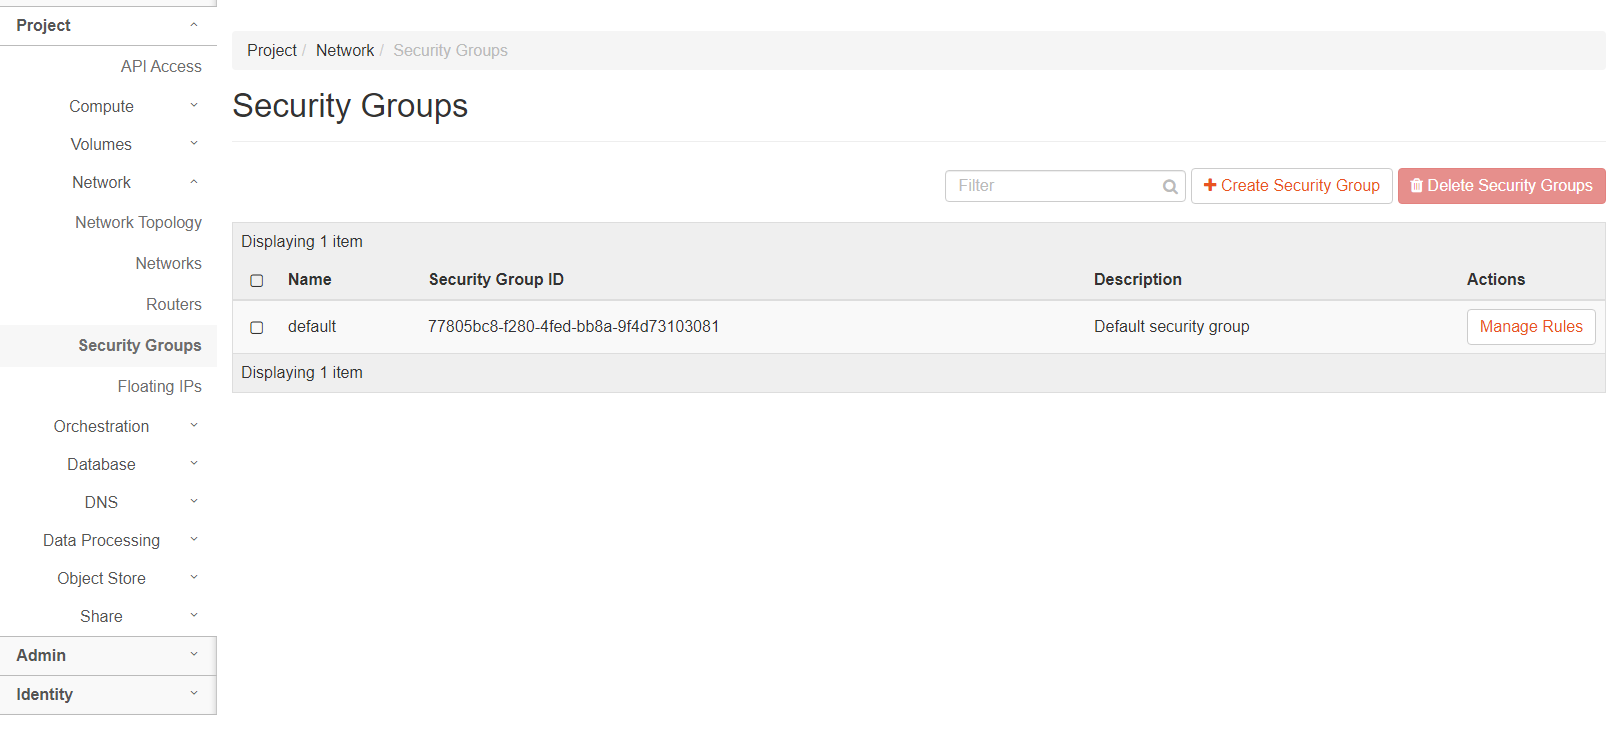 Project
API Access
Compute
Volumes
Network
Network Topology
Networks
Routers
Security Groups
Floating IPs
Orchestration
Database
DNS
Data Processing
Object Store
Share
Admin
Identity
Project / Network / Security Groups
Security Groups
Filter Create Security Group Delete Security Groups
Displaying 1 item
Name Security Group ID Description Actions
default 77805bc8-f280-4fed-bb8a-9f4d73103081 Default security group Manage Rules
Displaying 1 item